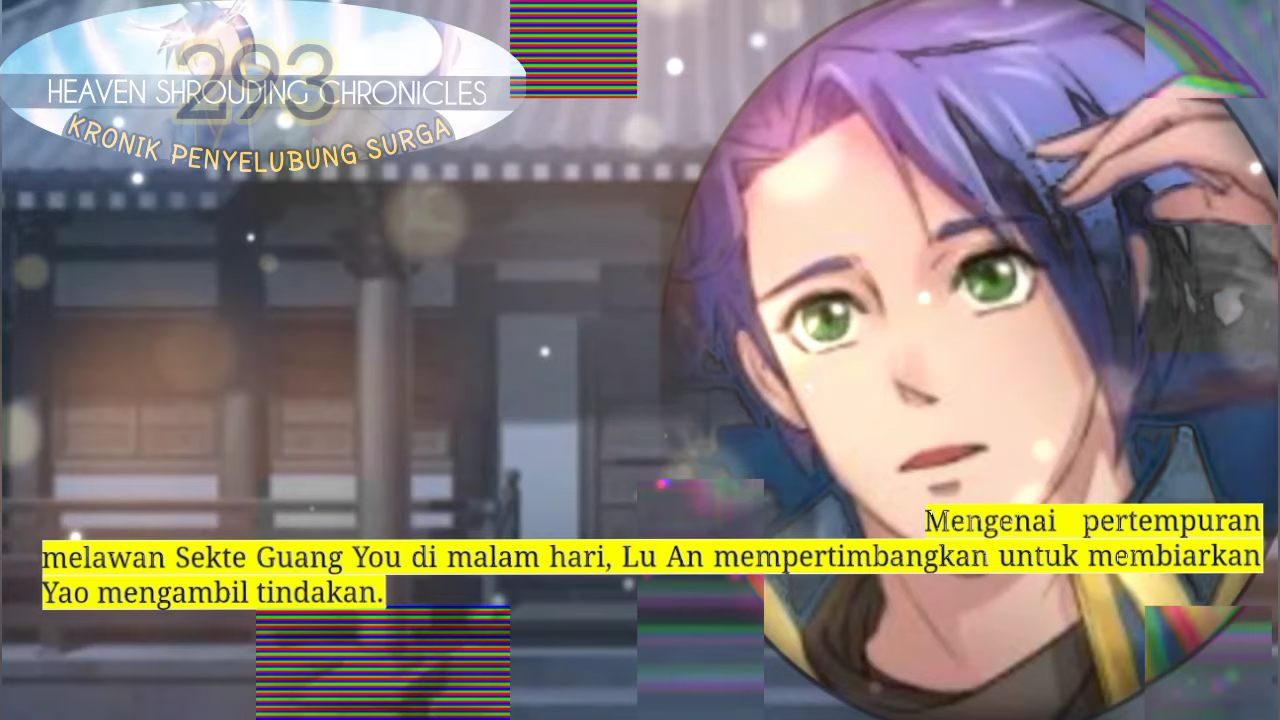 293
HEAVEN SHROUDING CHRONICLES
KRONIK PENYELUBUNG SURGA
Mengenai pertempuran
melawan Sekte Guang You di malam hari, Lu An mempertimbangkan untuk membiarkan
Yao mengambil tindakan.